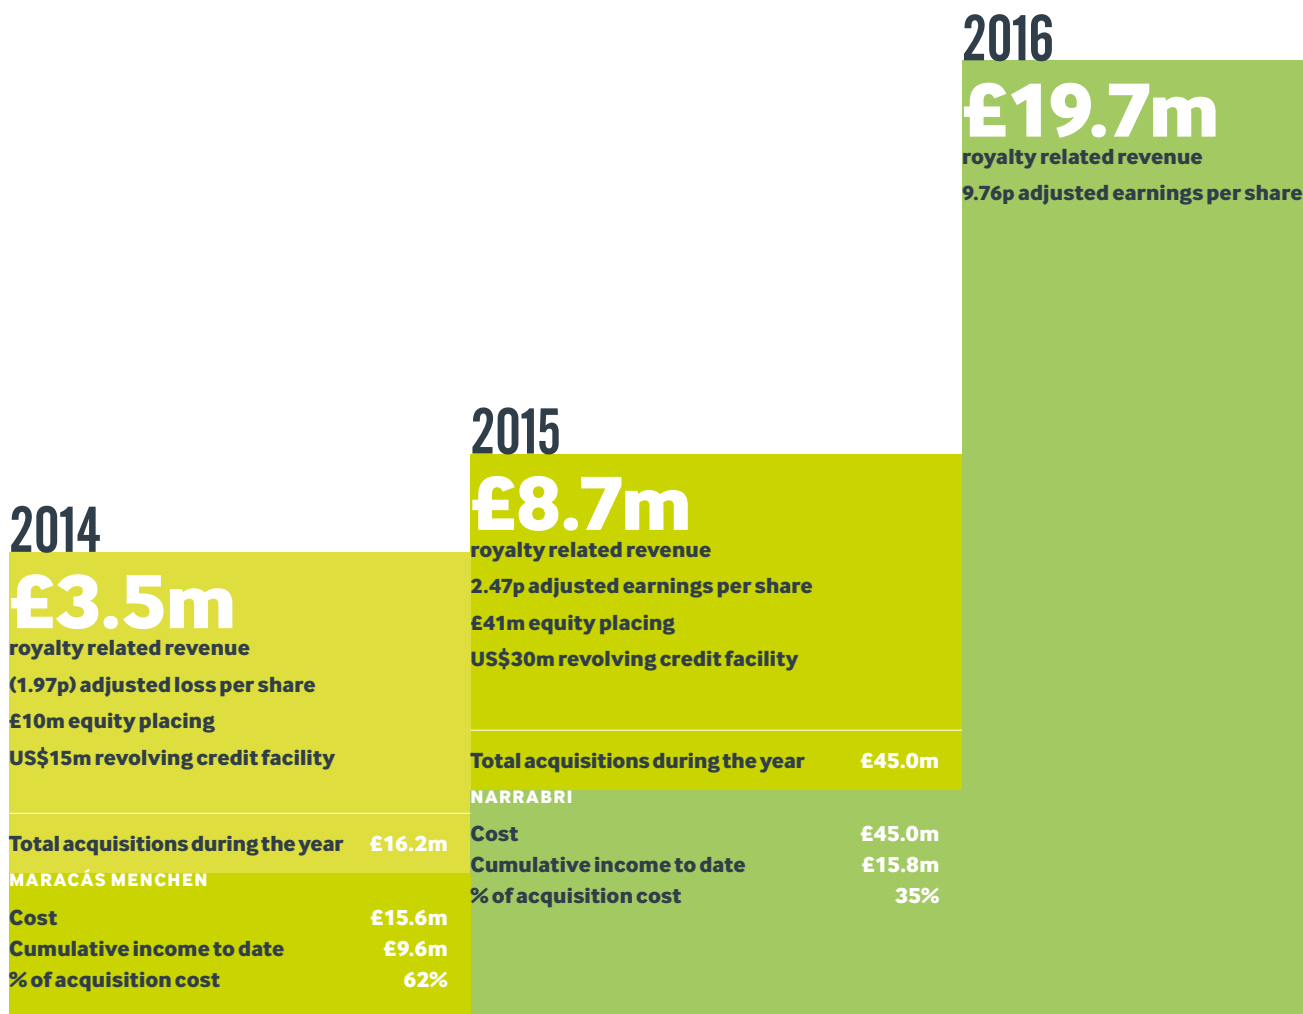 2014
£3.5m
royalty related revenue
(1.97p) adjusted loss per share
£10m equity placing
US$15m revolving credit facility
Total acquisitions during the year £16.2m
MARACÁS MENCHEN
Cost £15.6m
Cumulative income to date £9.6m
% of acquisition cost 62%
2015
£8.7m
royalty related revenue
2.47p adjusted earnings per share
£41m equity placing
US$30m revolving credit facility
Total acquisitions during the year £45.0m
NARRABRI
Cost £45.0m
Cumulative income to date £15.8m
% of acquisition cost 35%
2016
£19.7m
royalty related revenue
9.76p adjusted earnings per share